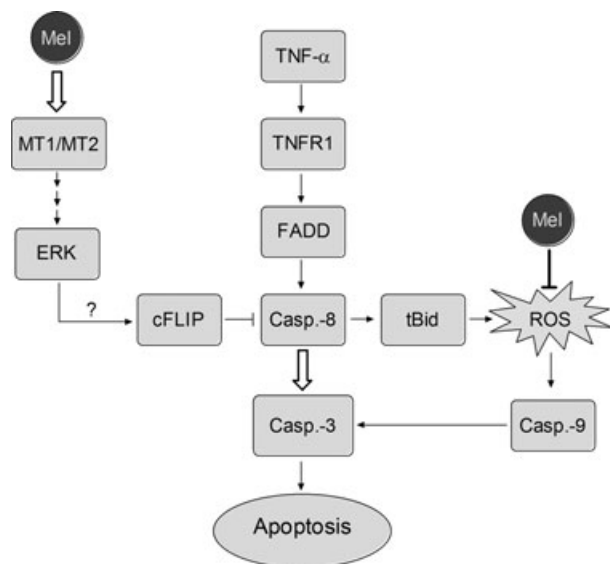 Mel
TNF-α
MT1/MT2
TNFR1
Mel
ERK
FADD
?
cFLIP
Casp.-8
tBid
ROS
Casp.-3
Casp.-9
Apoptosis